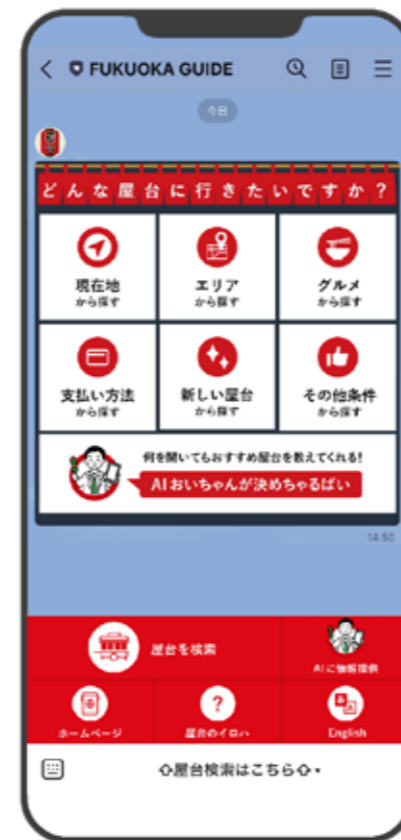 FUKUOKA GUIDE
今日
どんな屋台に行きたいですか?
現在地
から探す
エリア
から探す
グルメ
から探す
支払い方法
から探す
新しい屋台
から探す
その他条件
から探す
何を聞いてもおすすめ屋台を教えてくれる!
AIおいちゃんが決めちゃるばい
14:50
屋台を検索
AIに情報提供
ホームページ
屋台のイロハ
English
屋台検索はこちら